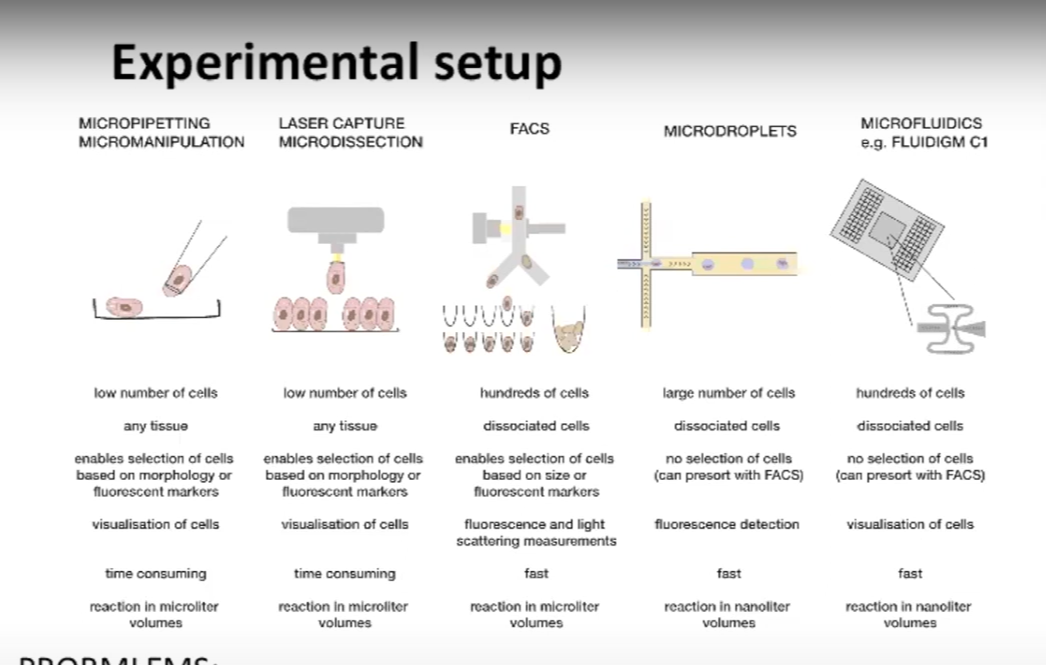 Experimental setup
MICROPIPETTING
MICROMANIPULATION
LASER CAPTURE
MICRODISSECTION
FACS
MICRODROPLETS
MICROFLUIDICS
e.g. FLUIDIGM C1
low number of cells
low number of cells
hundreds of cells
large number of cells
hundreds of cells
any tissue
any tissue
dissociated cells
dissociated cells
dissociated cells
enables selection of cells
based on morphology or
fluorescent markers
enables selection of cells
based on morphology or
fluorescent markers
enables selection of cells
based on size or
fluorescent markers
no selection of cells
(can presort with FACS)
no selection of cells
(can presort with FACS)
visualisation of cells
visualisation of cells
fluorescence and light
scattering measurements
fluorescence detection
visualisation of cells
time consuming
time consuming
fast
fast
fast
reaction in microliter
volumes
reaction in microliter
volumes
reaction in microliter
volumes
reaction in nanoliter
volumes
reaction in nanoliter
volumes